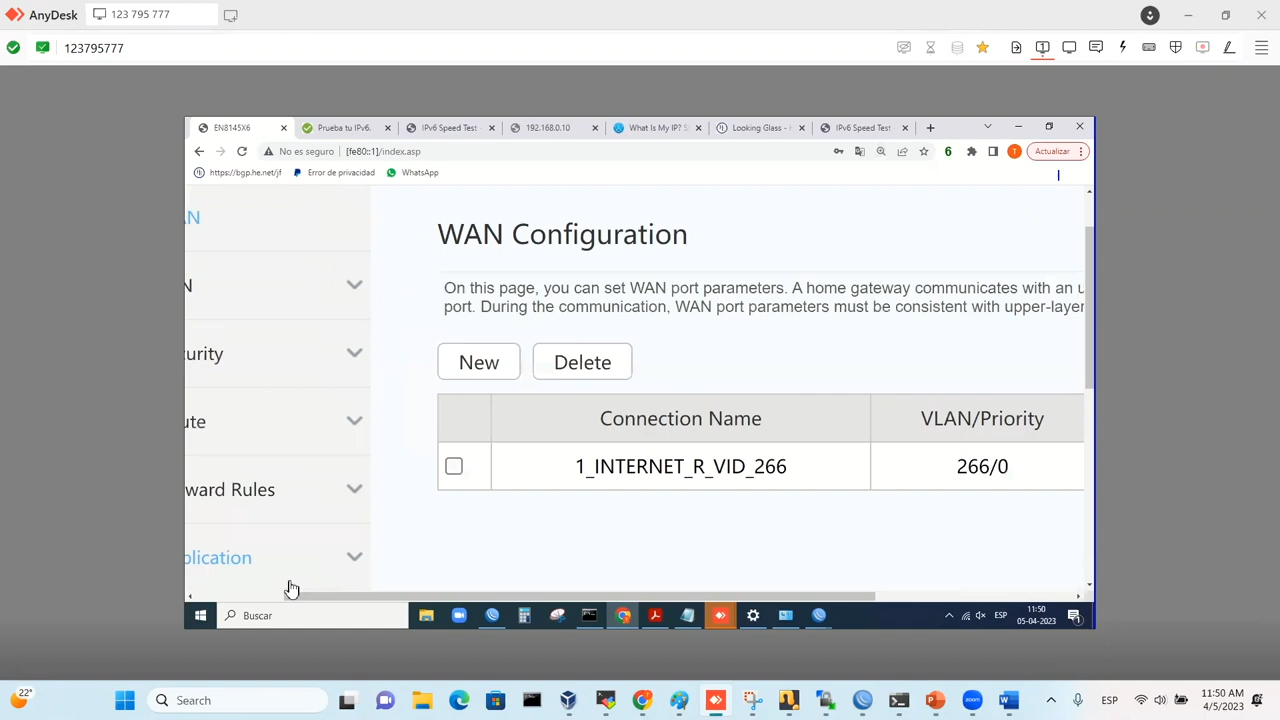 AnyDesk
123 795 777
123795777
1
EN8145X6
Prueba tu IPv6.
IPv6 Speed Test
192.168.0.10
What Is My IP? S
Looking Glass - H
IPv6 Speed Test
No es seguro
[fe80::1]/index.asp
6
T
Actualizar
https://bgp.he.net/jf
Error de privacidad
WhatsApp
AN
N
curity
ute
ward Rules
plication
WAN Configuration
On this page, you can set WAN port parameters. A home gateway communicates with an u
port. During the communication, WAN port parameters must be consistent with upper-layer
New
Delete
Connection Name
VLAN/Priority
1_INTERNET_R_VID_266
266/0
Buscar
ESP
11:50
05-04-2023
1
22°
Search
ESP
11:50 AM
4/5/2023